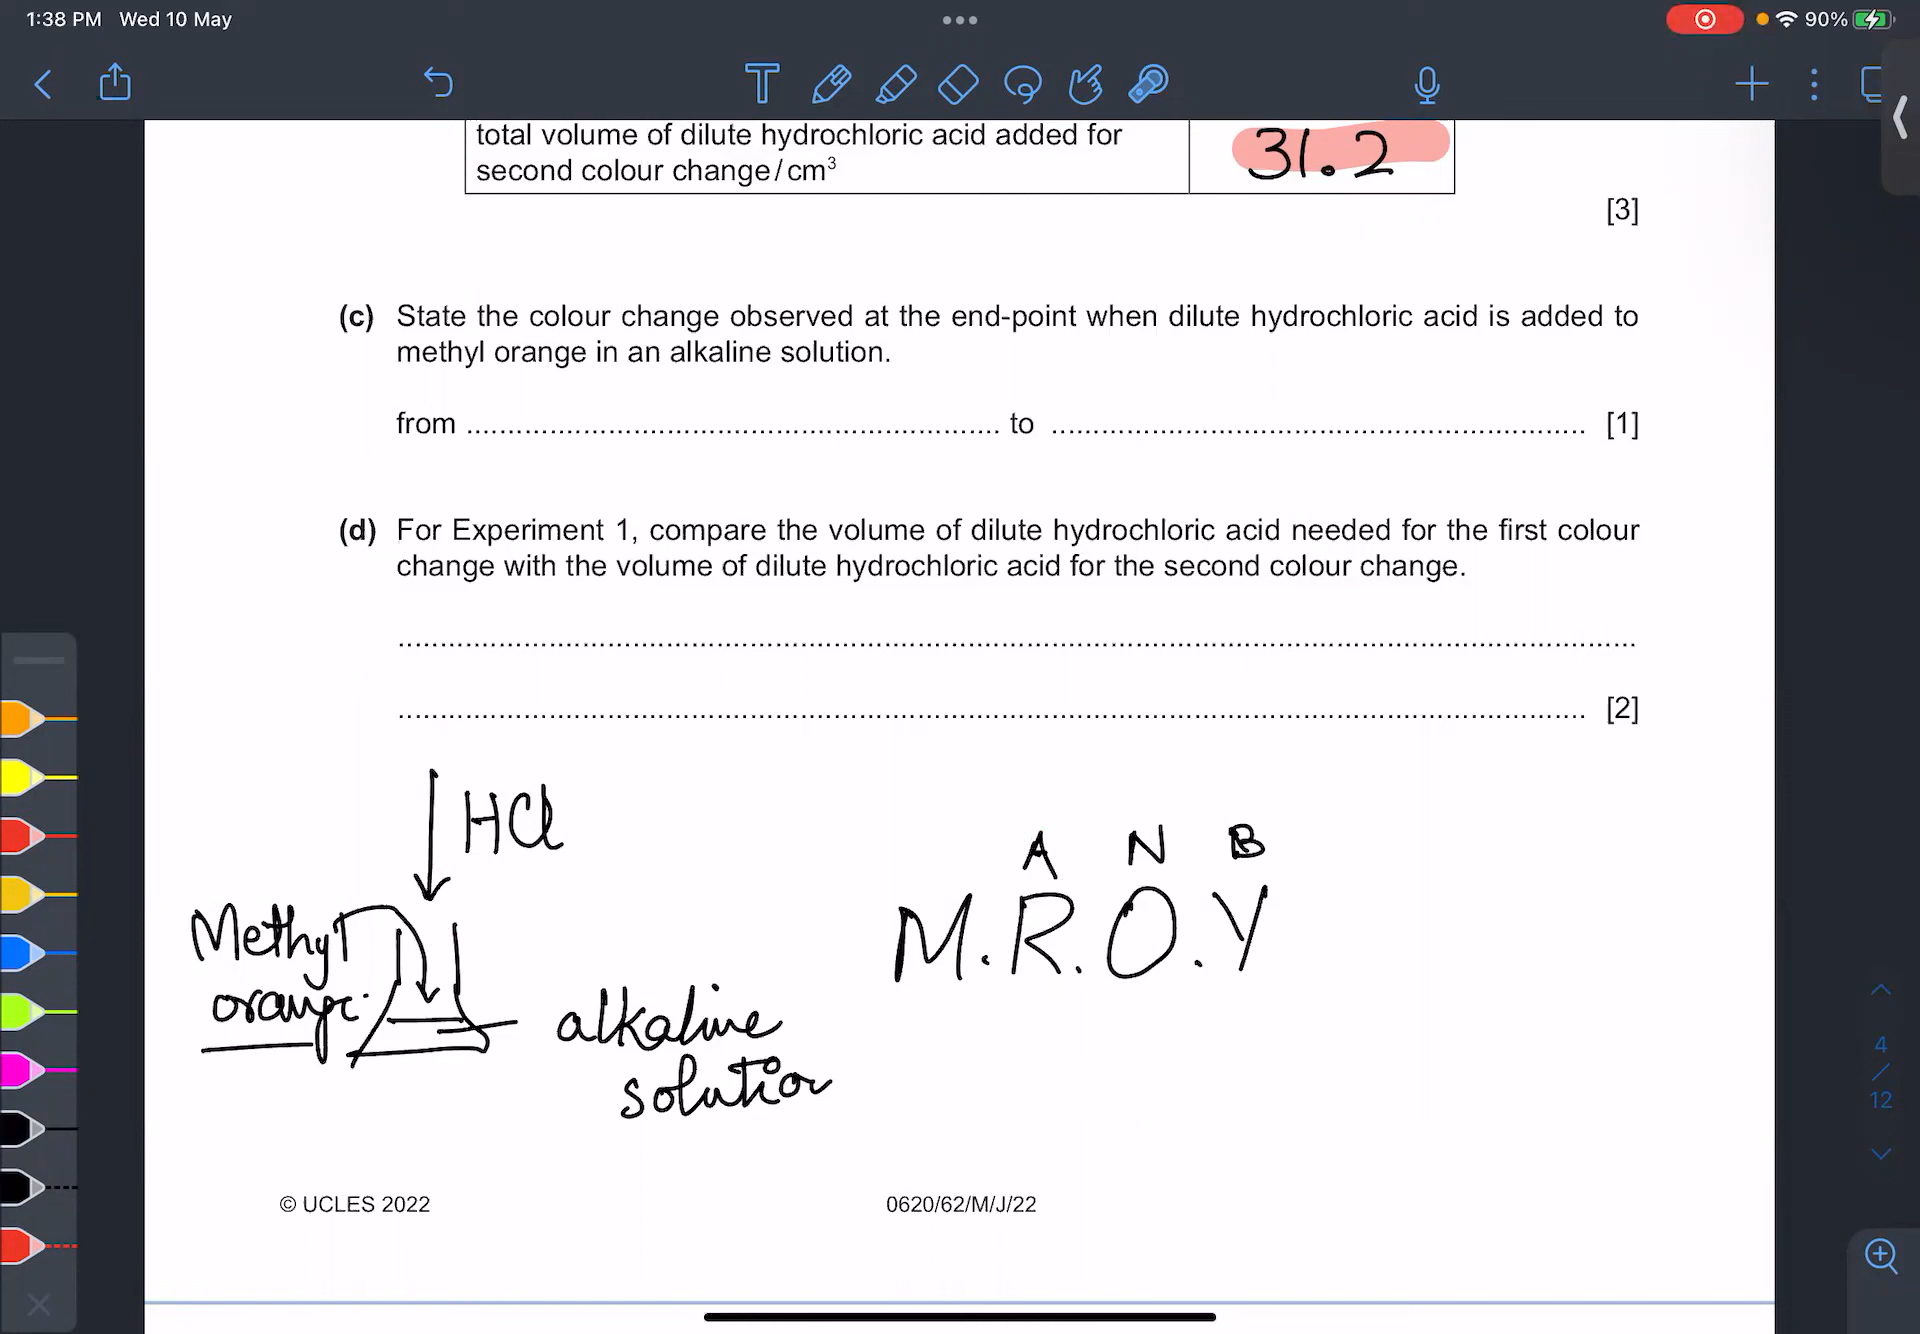 1:38 PM Wed 10 May
90%
total volume of dilute hydrochloric acid added for
second colour change/cm³
31.2
[3]
(c) State the colour change observed at the end-point when dilute hydrochloric acid is added to
methyl orange in an alkaline solution.
from ................................................................. to ................................................................. [1]
(d) For Experiment 1, compare the volume of dilute hydrochloric acid needed for the first colour
change with the volume of dilute hydrochloric acid for the second colour change.
[2]
HCl
A N B
M.R.O.Y
Methyl
orange
alkaline
solution
4
/
12
© UCLES 2022
0620/62/M/J/22